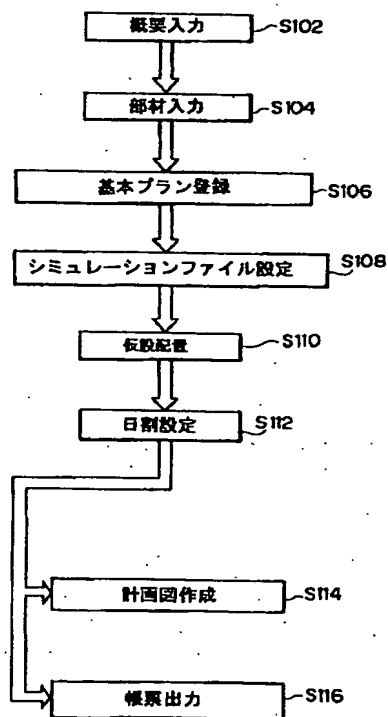 概要入力 S102
部材入力 S104
基本プラン登録 S106
シミュレーションファイル設定 S108
仮設配置 S110
日割設定 S112
計画図作成 S114
帳票出力 S116